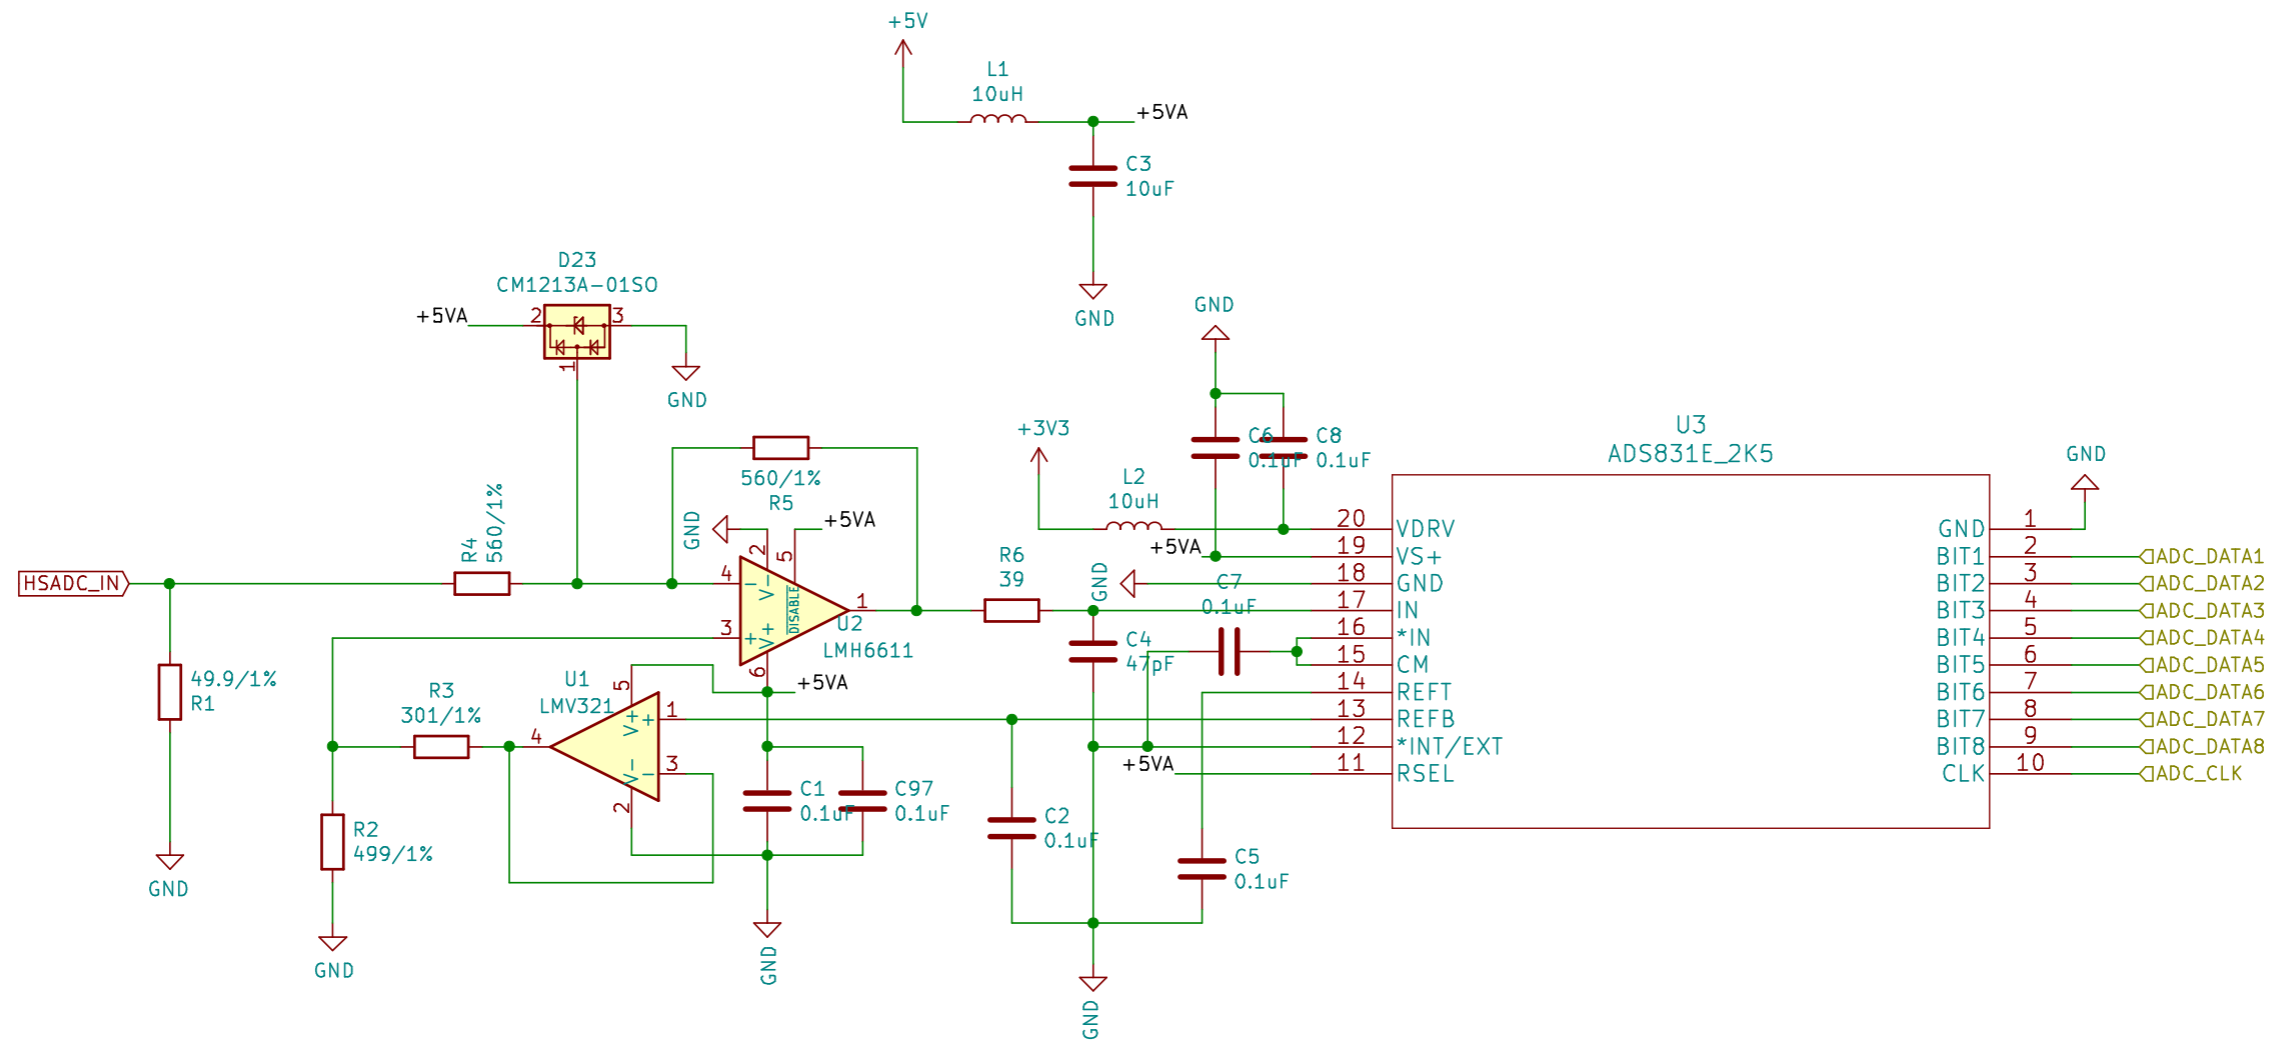 +5V
L1
10uH
+5VA
C3
10uF
GND
D23
CM1213A-01SO
+5VA
2
3
1
GND
GND
C6
0.1uF
C8
0.1uF
+3V3
L2
10uH
+5VA
560/1%
R5
GND
+5VA
R4
560/1%
HSADC_IN
4
3
2
5
6
1
-
+
V-
V+
DISABLE
U2
LMH6611
+5VA
R6
39
GND
C7
0.1uF
C4
47pF
49.9/1%
R1
GND
R3
301/1%
U1
LMV321
5
1
4
3
2
V+
+
V-
-
R2
499/1%
GND
C1
0.1uF
C97
0.1uF
GND
C2
0.1uF
+5VA
C5
0.1uF
GND
U3
ADS831E_2K5
20 VDRV
19 VS+
18 GND
17 IN
16 *IN
15 CM
14 REFT
13 REFB
12 *INT/EXT
11 RSEL
GND
GND 1
BIT1 2 ADC_DATA1
BIT2 3 ADC_DATA2
BIT3 4 ADC_DATA3
BIT4 5 ADC_DATA4
BIT5 6 ADC_DATA5
BIT6 7 ADC_DATA6
BIT7 8 ADC_DATA7
BIT8 9 ADC_DATA8
CLK 10 ADC_CLK